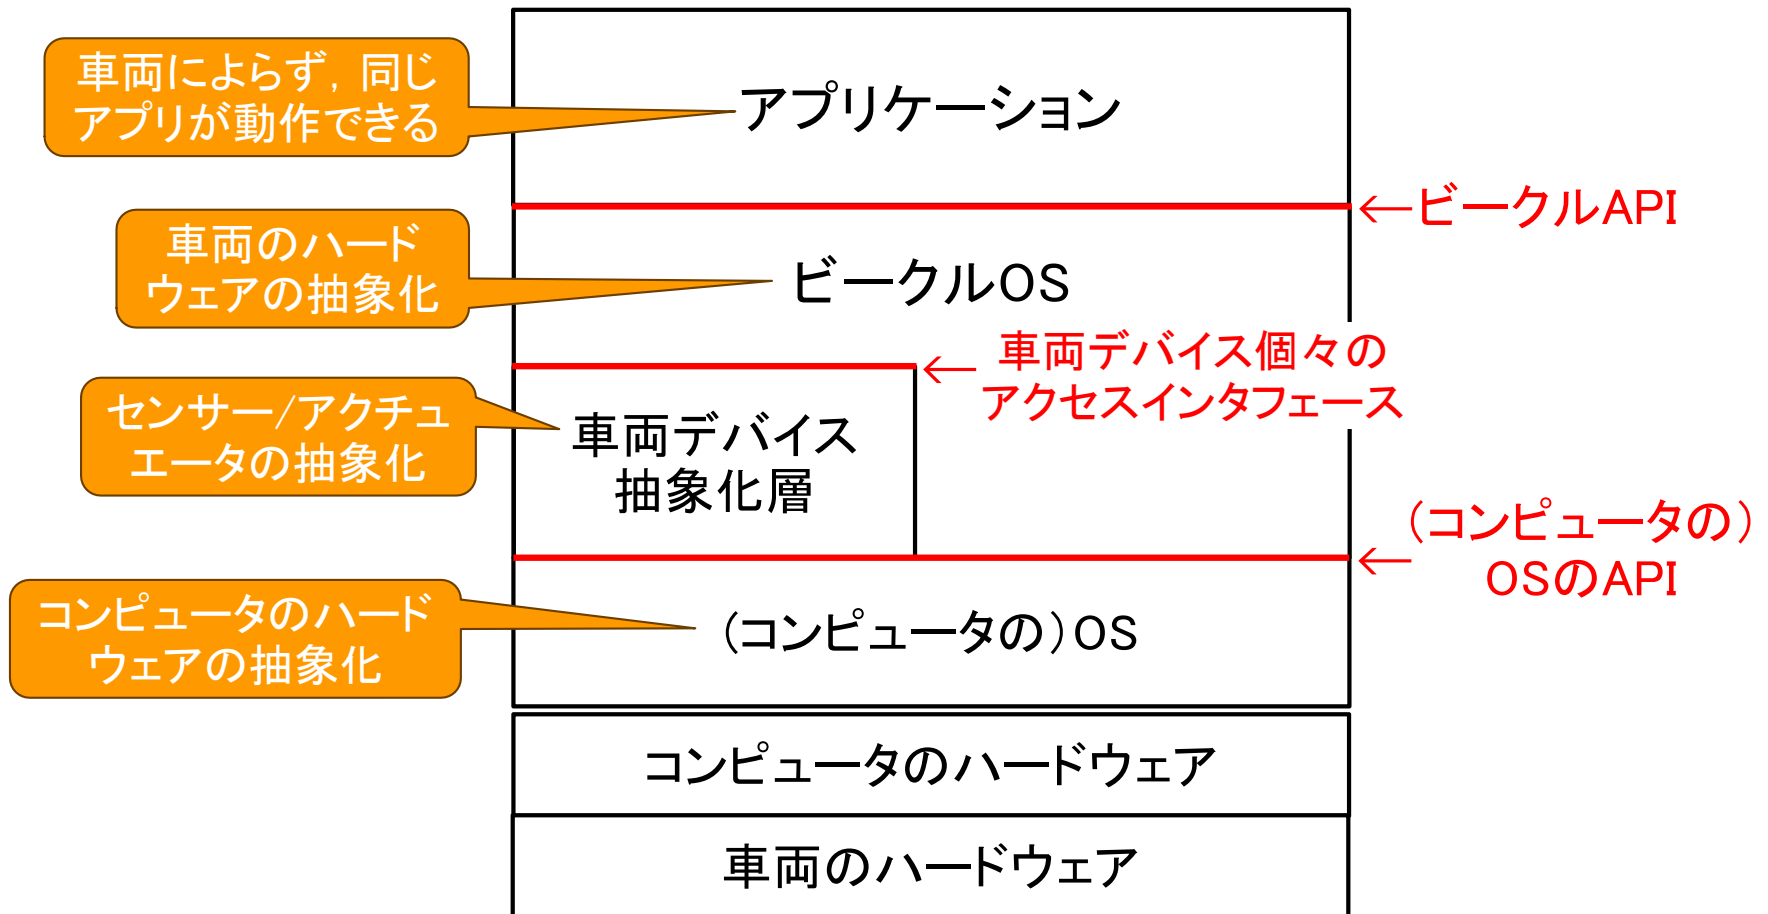 車両によらず，同じ
アプリが動作できる
アプリケーション
←ビークルAPI
車両のハード
ウェアの抽象化
ビークルOS
← 車両デバイス個々の
アクセスインタフェース
センサー/アクチュ
エータの抽象化
車両デバイス
抽象化層
（コンピュータの）
← OSのAPI
コンピュータのハード
ウェアの抽象化
（コンピュータの）OS
コンピュータのハードウェア
車両のハードウェア